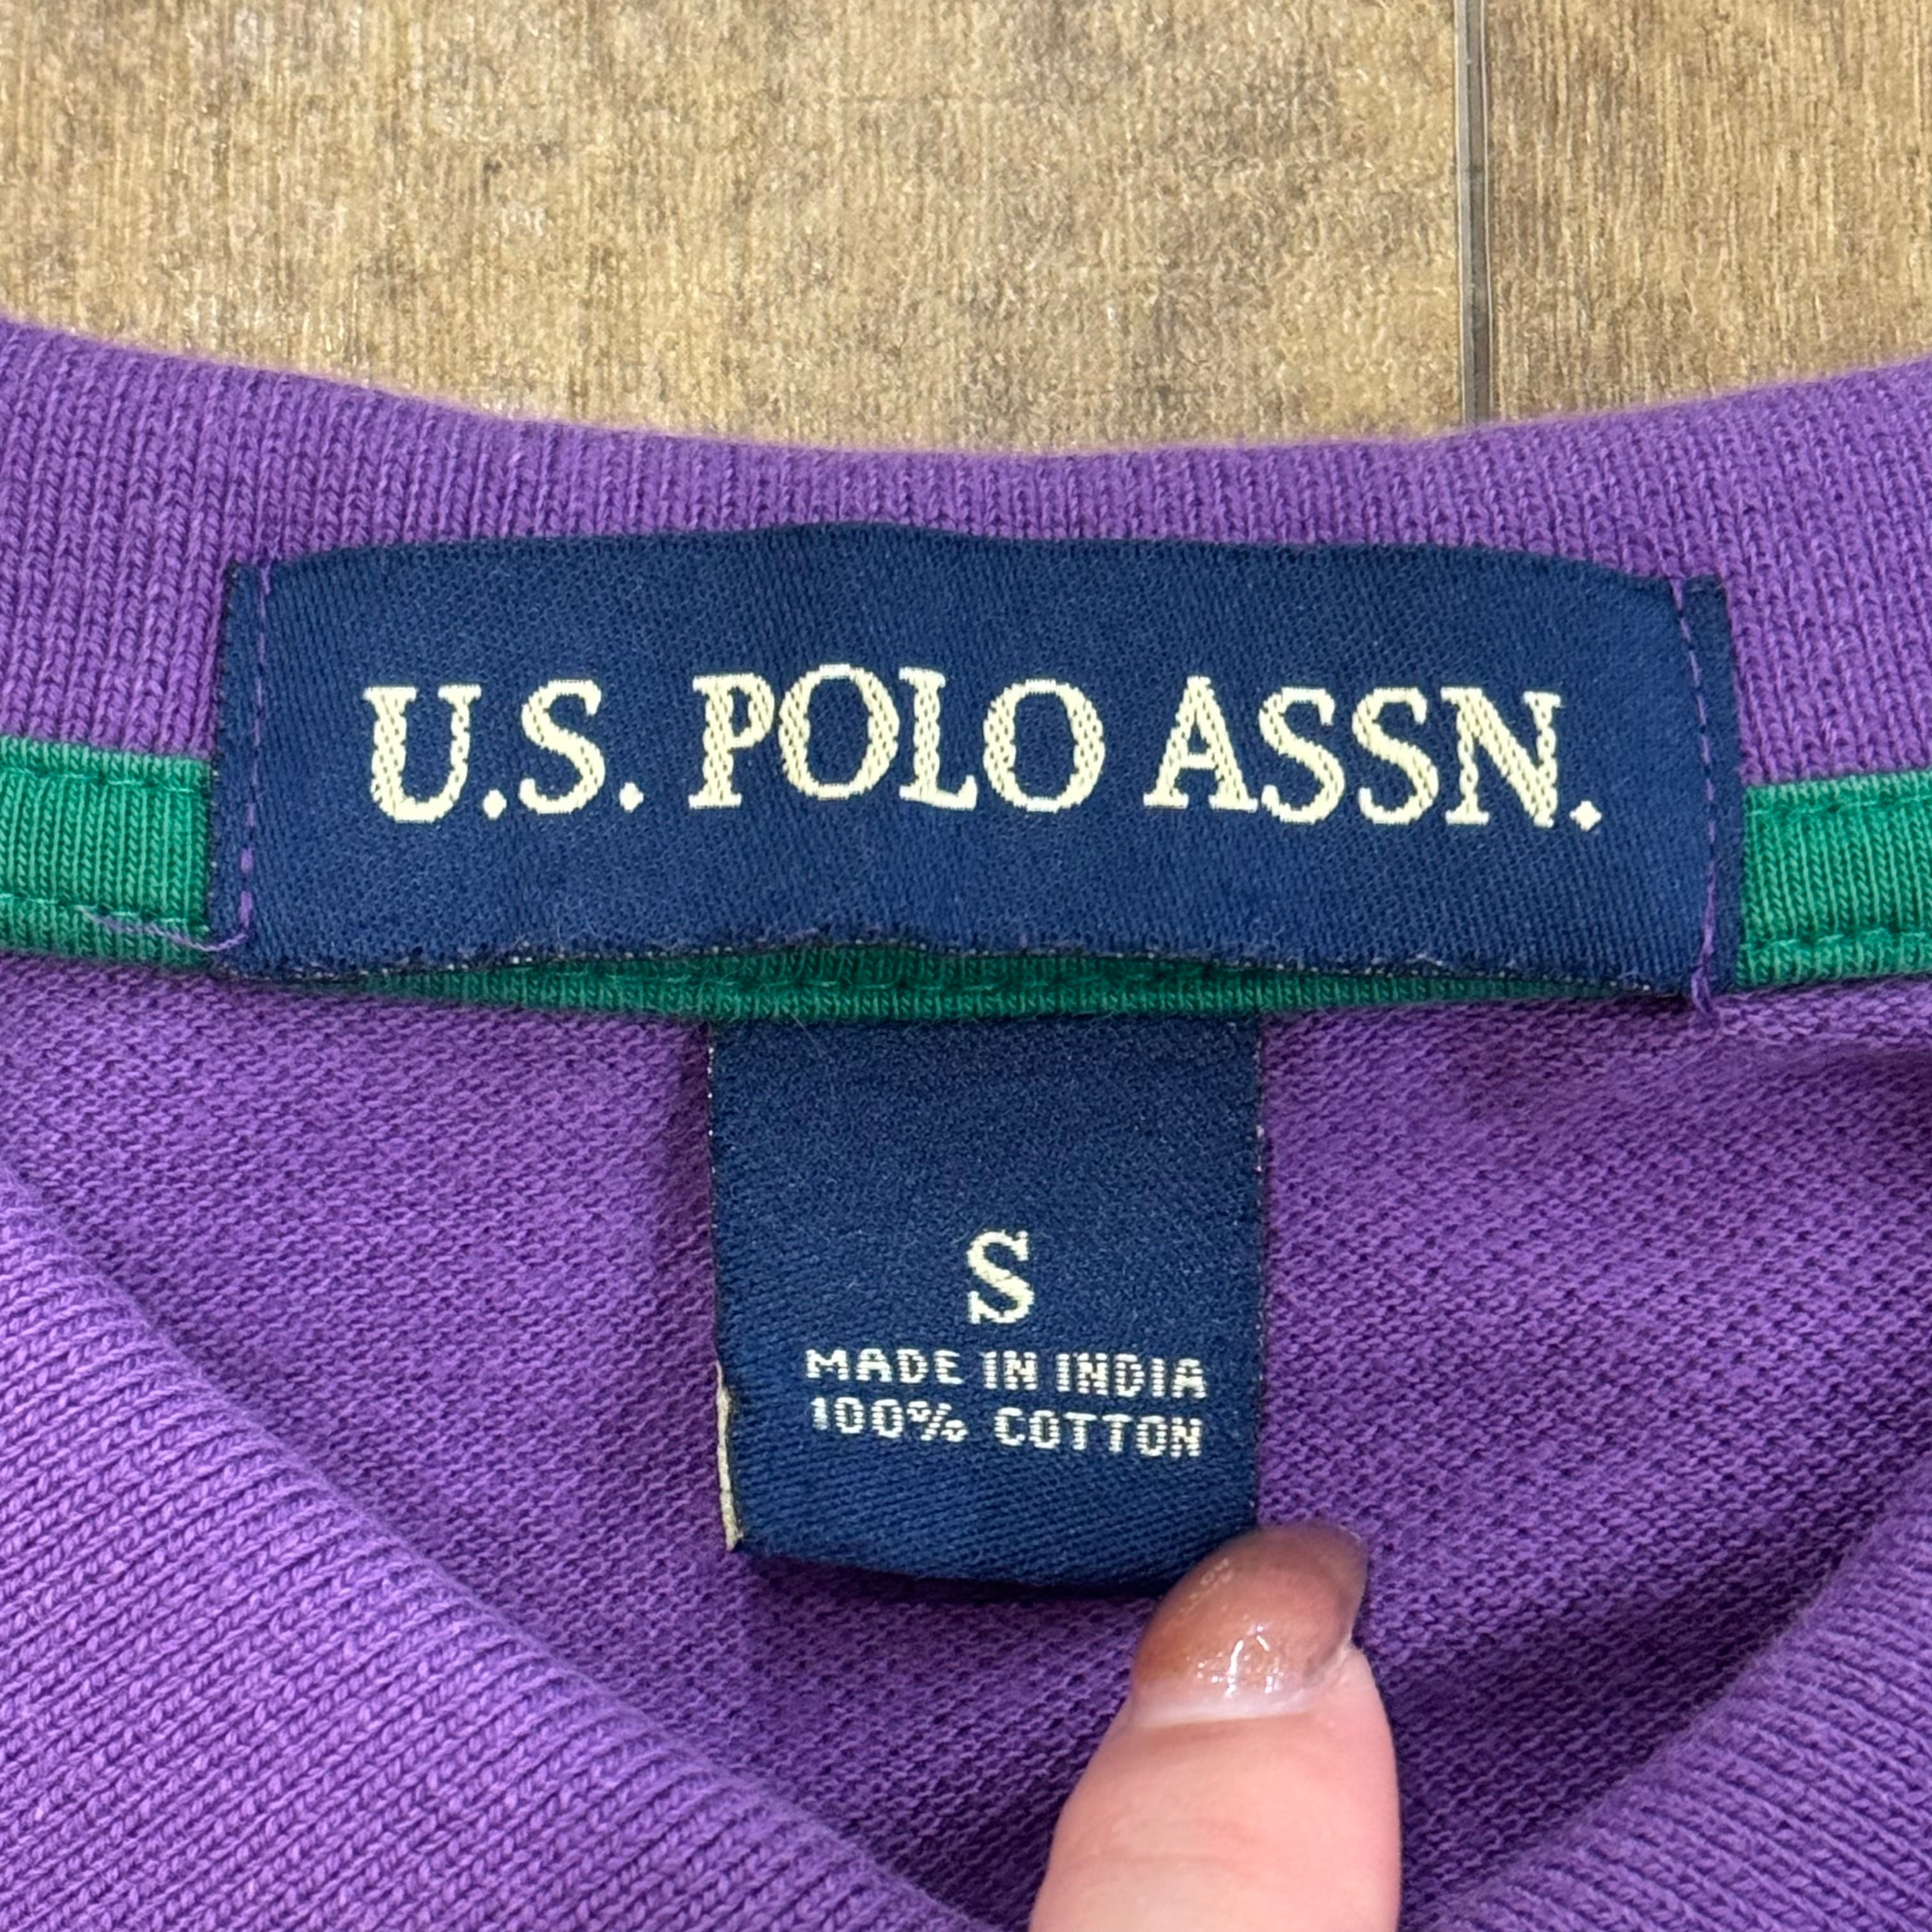 U.S. POLO ASSN.
S
MADE IN INDIA
100% COTTON